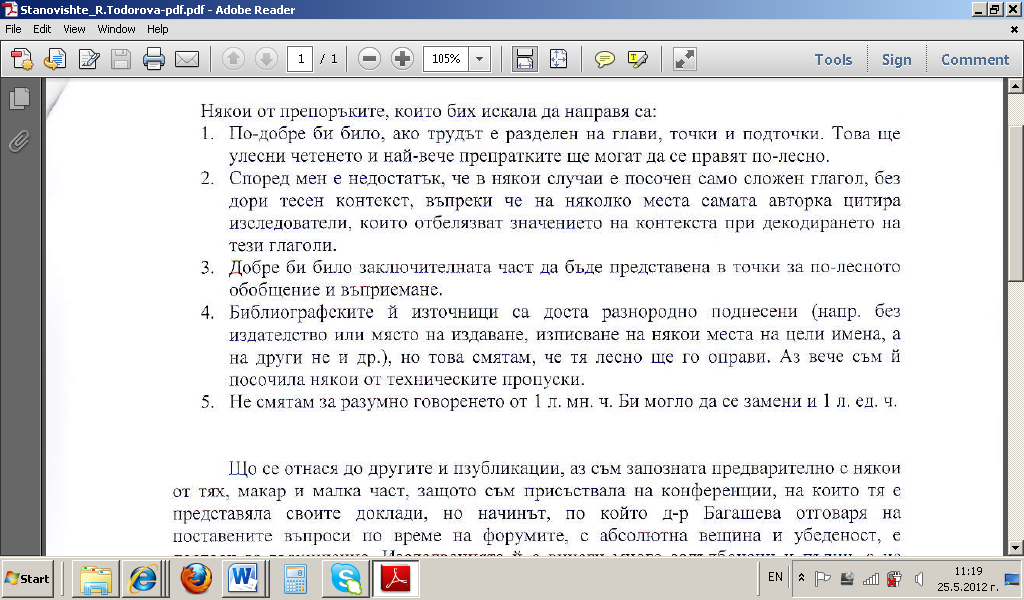 Stanovishte_R.Todorova-pdf.pdf - Adobe Reader
File Edit View Window Help
1 / 1 105% Tools Sign Comment
Някои от препоръките, които бих искала да направя са:
1. По-добре би било, ако трудът е разделен на глави, точки и подточки. Това ще
улесни четенето и най-вече препратките ще могат да се правят по-лесно.
2. Според мен е недостатък, че в някои случаи е посочен само сложен глагол, без
дори тесен контекст, въпреки че на няколко места самата авторка цитира
изследователи, които отбелязват значението на контекста при декодирането на
тези глаголи.
3. Добре би било заключителната част да бъде представена в точки за по-лесното
обобщение и възприемане.
4. Библиографските й източници са доста разнородно поднесени (напр. без
издателство или място на издаване, изписване на някои места на цели имена, а
на други не и др.), но това смятам, че тя лесно ще го оправи. Аз вече съм й
посочила някои от техническите пропуски.
5. Не смятам за разумно говоренето от 1 л. мн. ч. Би могло да се замени и 1 л. ед. ч.
Що се отнася до другите и пзубликации, аз съм запозната предварително с някои
от тях, макар и малка част, защото съм присъствала на конференции, на които тя е
представяла своите доклади, но начинът, по който д-р Багашева отговаря на
поставените въпроси по време на форумите, с абсолютна вещина и убеденост, е
Start EN 11:19
25.5.2012 г.